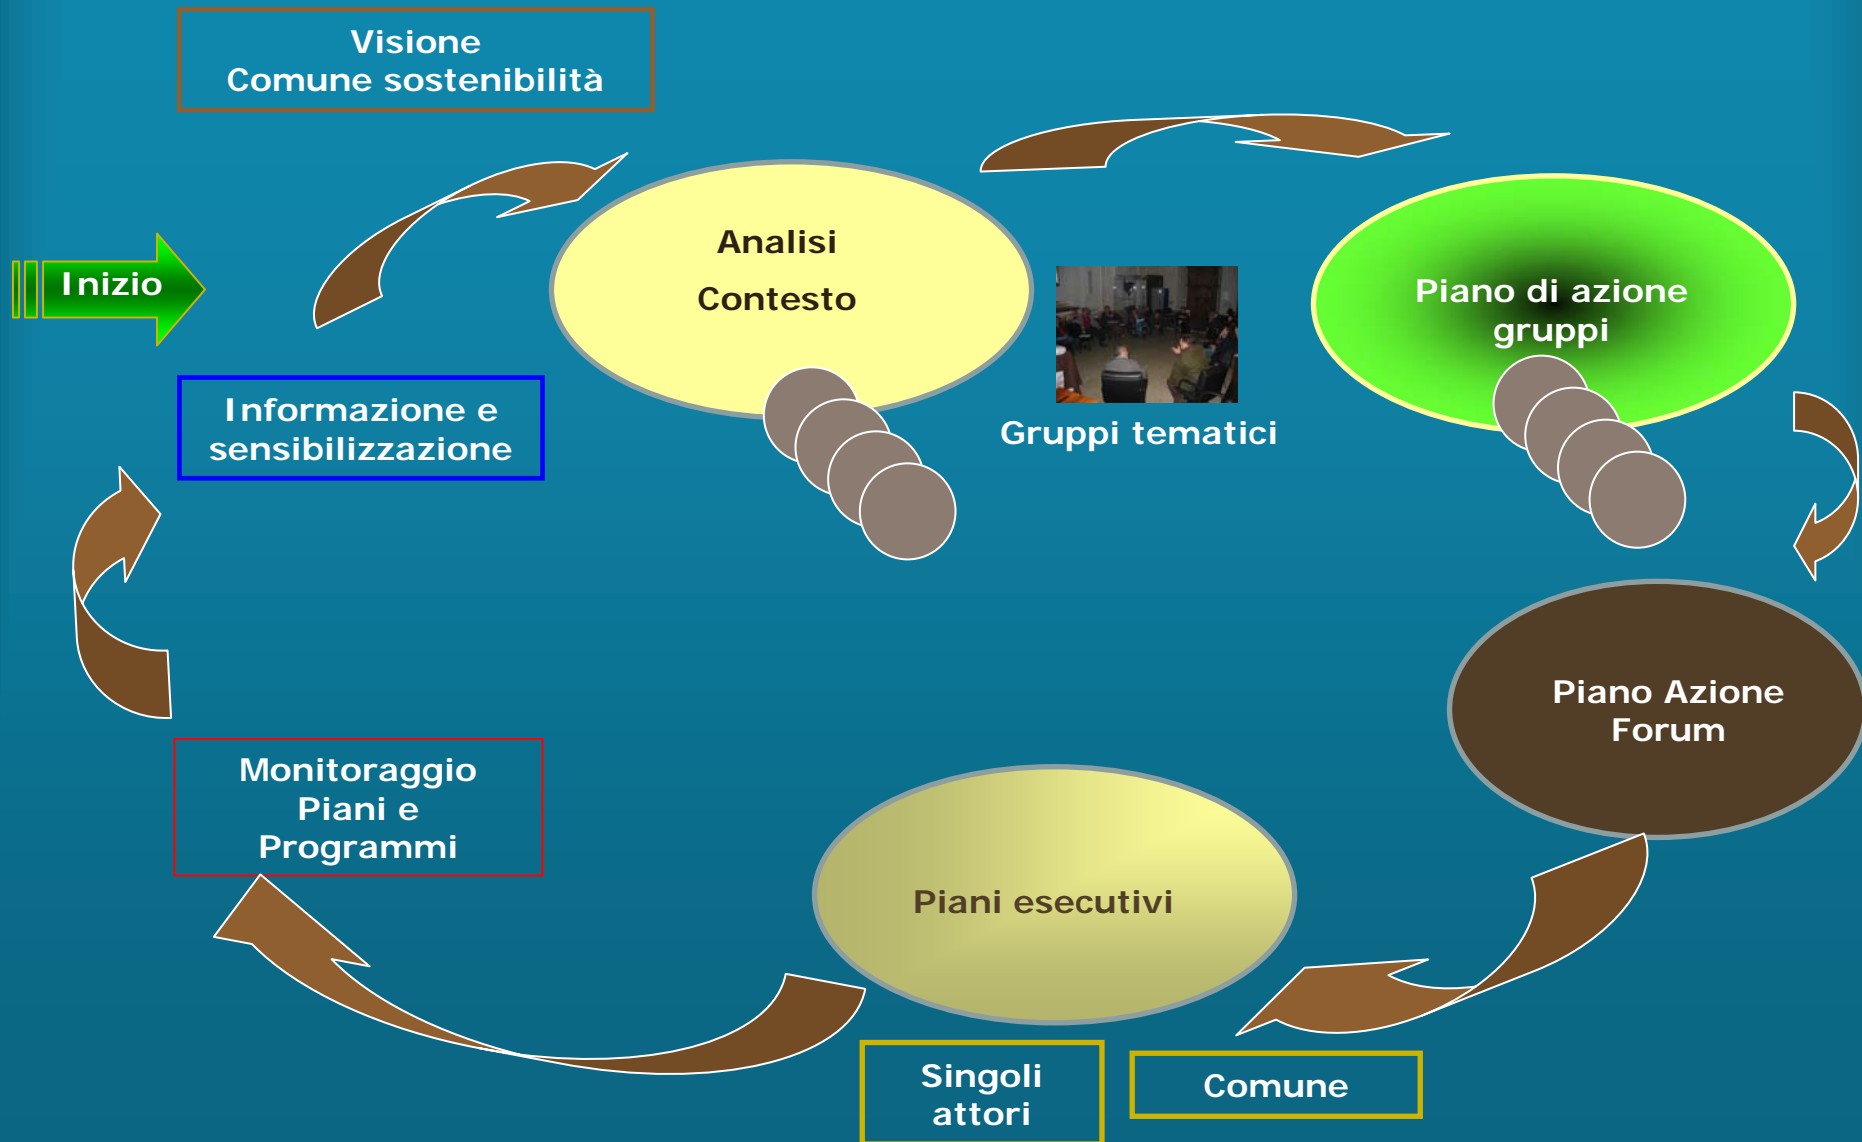 Visione
Comune sostenibilità
Inizio
Analisi
Contesto
Piano di azione
gruppi
Informazione e
sensibilizzazione
Gruppi tematici
Piano Azione
Forum
Monitoraggio
Piani e
Programmi
Piani esecutivi
Singoli
attori
Comune